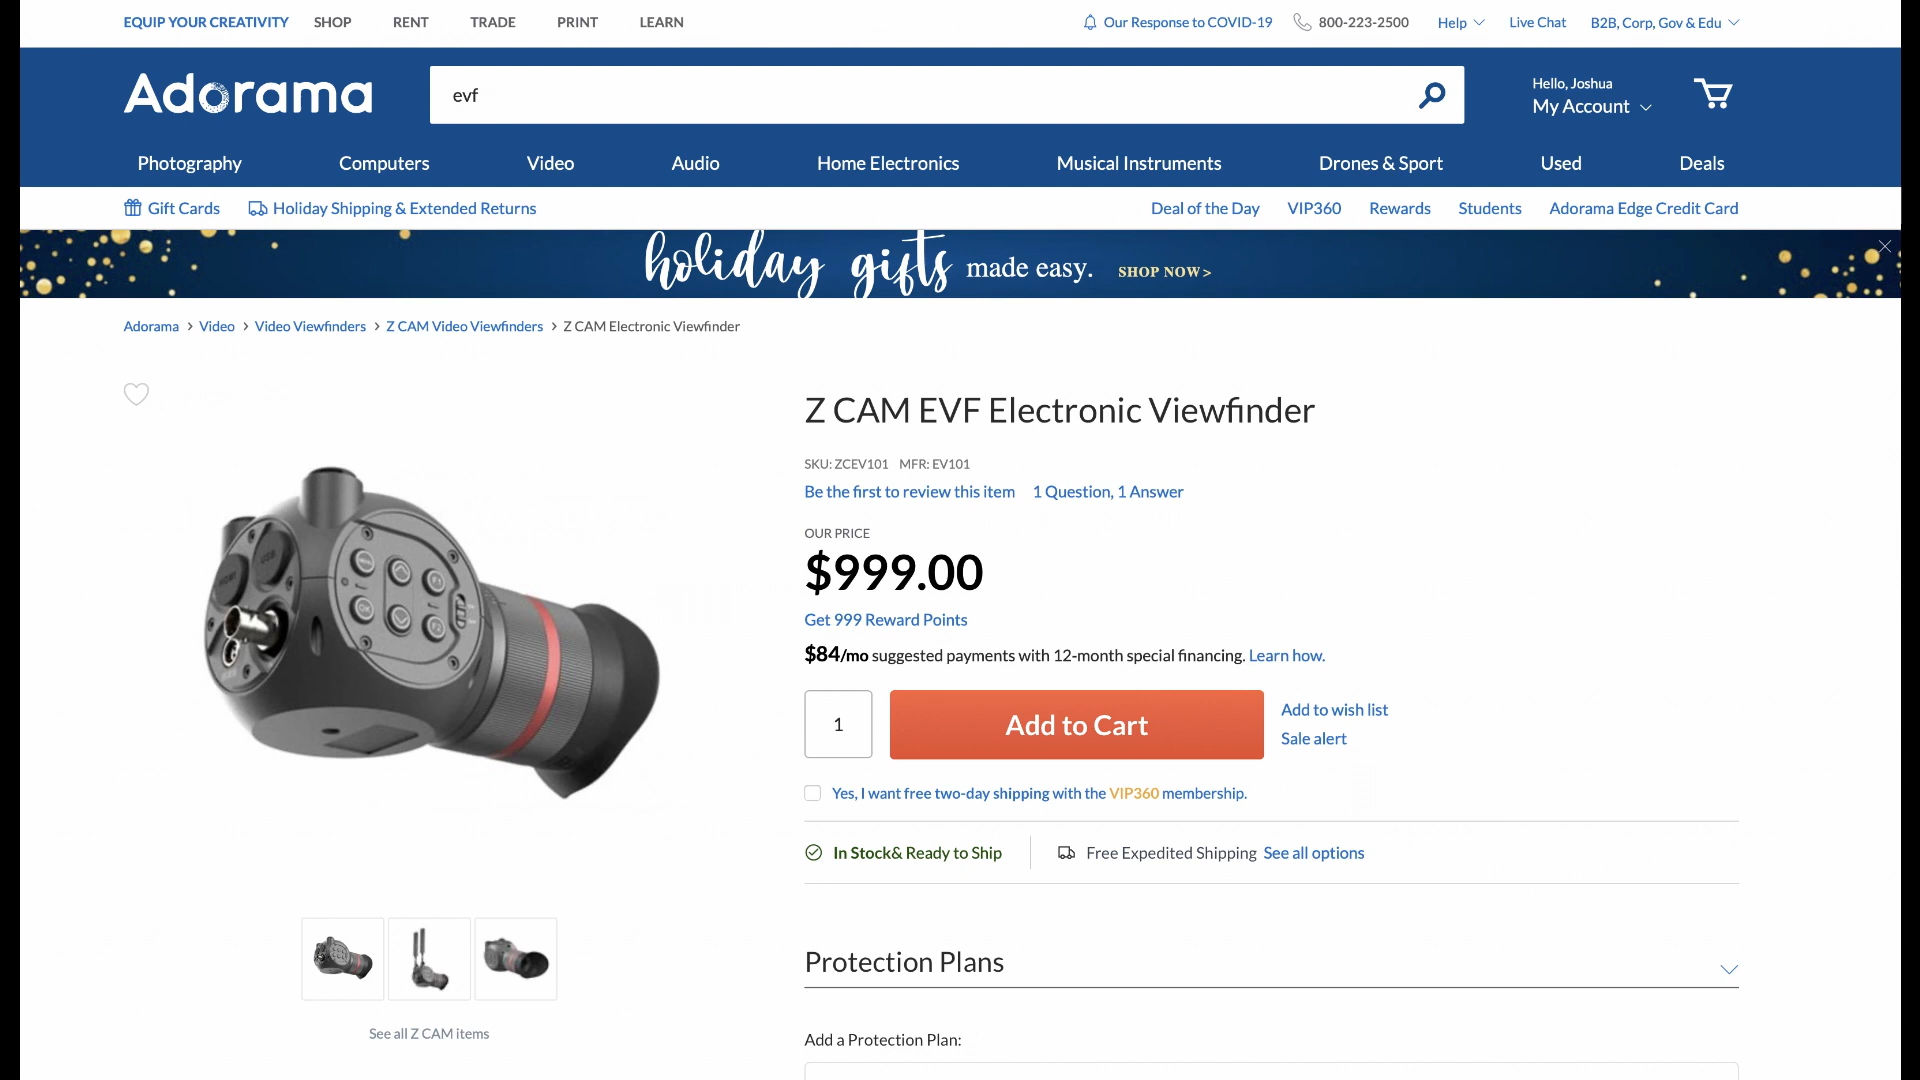 EQUIP YOUR CREATIVITY SHOP RENT TRADE PRINT LEARN Our Response to COVID-19 800-223-2500 Help Live Chat B2B, Corp, Gov & Edu
Adorama evf Hello, Joshua
My Account
Photography Computers Video Audio Home Electronics Musical Instruments Drones & Sport Used Deals
Gift Cards Holiday Shipping & Extended Returns Deal of the Day VIP360 Rewards Students Adorama Edge Credit Card
holiday gifts made easy. SHOP NOW>
Adorama > Video > Video Viewfinders > Z CAM Video Viewfinders > Z CAM Electronic Viewfinder
Z CAM EVF Electronic Viewfinder
SKU: ZCEV101 MFR: EV101
Be the first to review this item 1 Question, 1 Answer
OUR PRICE
$999.00
Get 999 Reward Points
$84/mo suggested payments with 12-month special financing. Learn how.
1 Add to Cart Add to wish list
Sale alert
Yes, I want free two-day shipping with the VIP360 membership.
In Stock& Ready to Ship Free Expedited Shipping See all options
Protection Plans
See all Z CAM items
Add a Protection Plan: